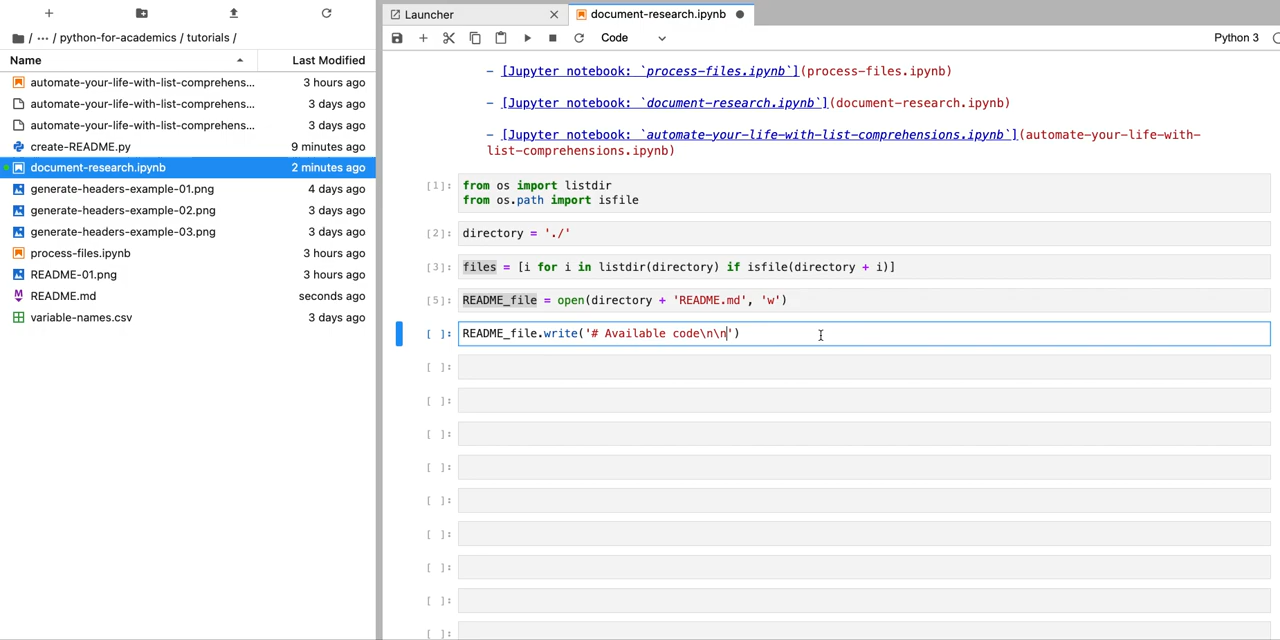 / ··· / python-for-academics / tutorials /
Name Last Modified
automate-your-life-with-list-comprehens... 3 hours ago
automate-your-life-with-list-comprehens... 3 days ago
automate-your-life-with-list-comprehens... 3 days ago
create-README.py 9 minutes ago
document-research.ipynb 2 minutes ago
generate-headers-example-01.png 4 days ago
generate-headers-example-02.png 3 days ago
generate-headers-example-03.png 3 days ago
process-files.ipynb 3 hours ago
README-01.png 3 hours ago
README.md seconds ago
variable-names.csv 3 days ago
Launcher document-research.ipynb
Code Python 3
- [Jupyter notebook: `process-files.ipynb`](process-files.ipynb)
- [Jupyter notebook: `document-research.ipynb`](document-research.ipynb)
- [Jupyter notebook: `automate-your-life-with-list-comprehensions.ipynb`](automate-your-life-with-
list-comprehensions.ipynb)
[1]: from os import listdir
from os.path import isfile
[2]: directory = './'
[3]: files = [i for i in listdir(directory) if isfile(directory + i)]
[5]: README_file = open(directory + 'README.md', 'w')
[ ]: README_file.write('# Available code\n\n')
[ ]:
[ ]:
[ ]:
[ ]:
[ ]:
[ ]:
[ ]:
[ ]:
[ ]: